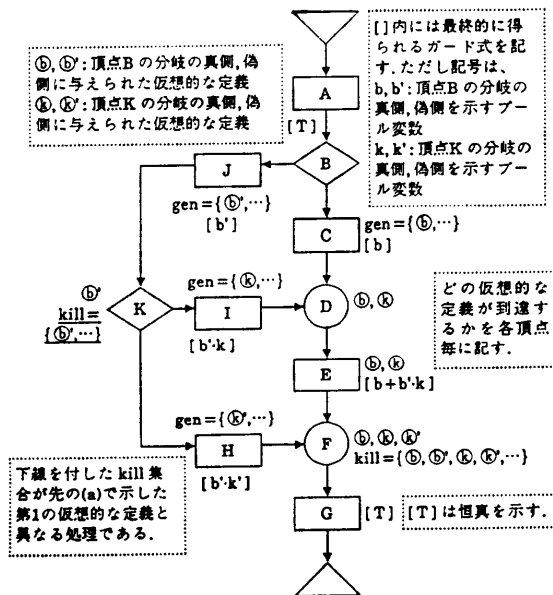 ⓑ, ⓑ': 頂点Bの分岐の真側, 偽
側に与えられた仮想的な定義
ⓚ, ⓚ': 頂点Kの分岐の真側, 偽
側に与えられた仮想的な定義
[ ]内には最終的に得
られるガード式を記
す. ただし記号は、
b, b': 頂点Bの分岐の
真側, 偽側を示すブー
ル変数
k, k': 頂点Kの分岐の
真側, 偽側を示すブー
ル変数
A
[T]
B
J
gen={ⓑ',…}
[b']
C
gen={ⓑ,…}
[b]
ⓑ'
kill=
{ⓑ',…}
K
gen={ⓚ,…}
I
[b'·k]
D
ⓑ, ⓚ
どの仮想的な
定義が到達す
るかを各頂点
毎に記す.
E
ⓑ, ⓚ
[b+b'·k]
gen={ⓚ',…}
H
[b'·k']
F
ⓑ, ⓚ, ⓚ'
kill={ⓑ, ⓑ', ⓚ, ⓚ',…}
下線を付した kill 集
合が先の(a)で示した
第1の仮想的な定義と
異なる処理である.
G
[T]
[T]は恒真を示す.